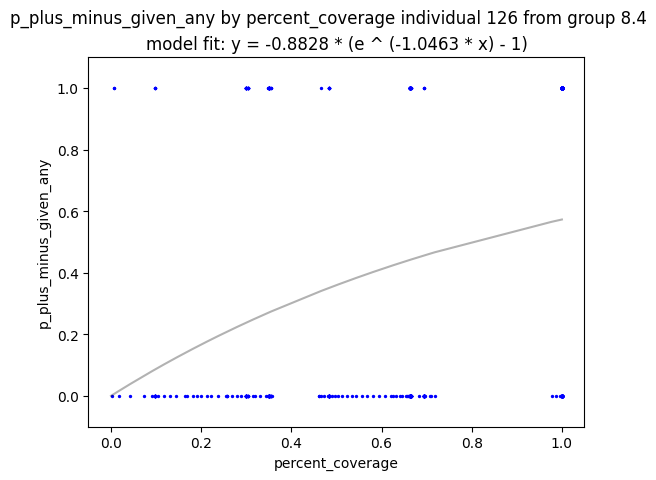 p_plus_minus_given_any by percent_coverage individual 126 from group 8.4
model fit: y = -0.8828 * (e ^ (-1.0463 * x) - 1)
1.0
0.8
0.6
0.4
0.2
0.0
p_plus_minus_given_any
0.0 0.2 0.4 0.6 0.8 1.0
percent_coverage